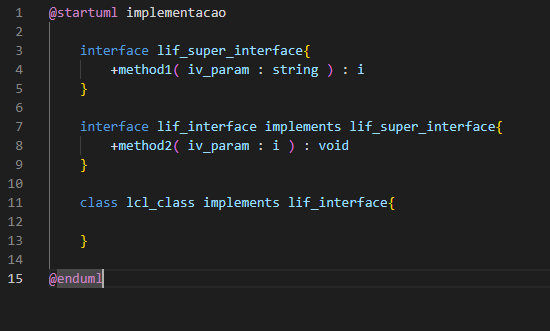 1 @startuml implementacao
2
3 interface lif_super_interface{
4 +method1( iv_param : string ) : i
5 }
6
7 interface lif_interface implements lif_super_interface{
8 +method2( iv_param : i ) : void
9 }
10
11 class lcl_class implements lif_interface{
12
13 }
14
15 @enduml